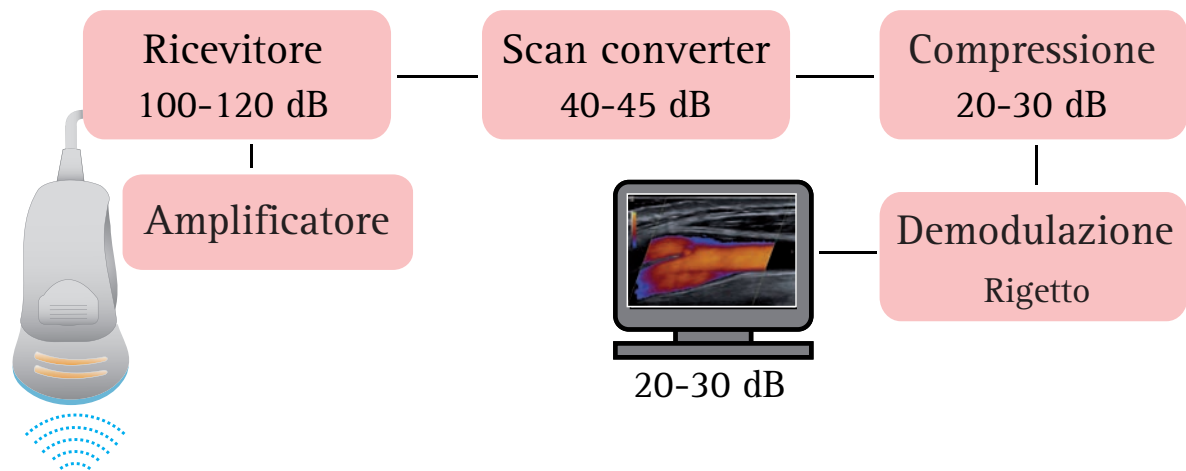 Ricevitore
100-120 dB
Scan converter
40-45 dB
Compressione
20-30 dB
Amplificatore
Demodulazione
Rigetto
20-30 dB